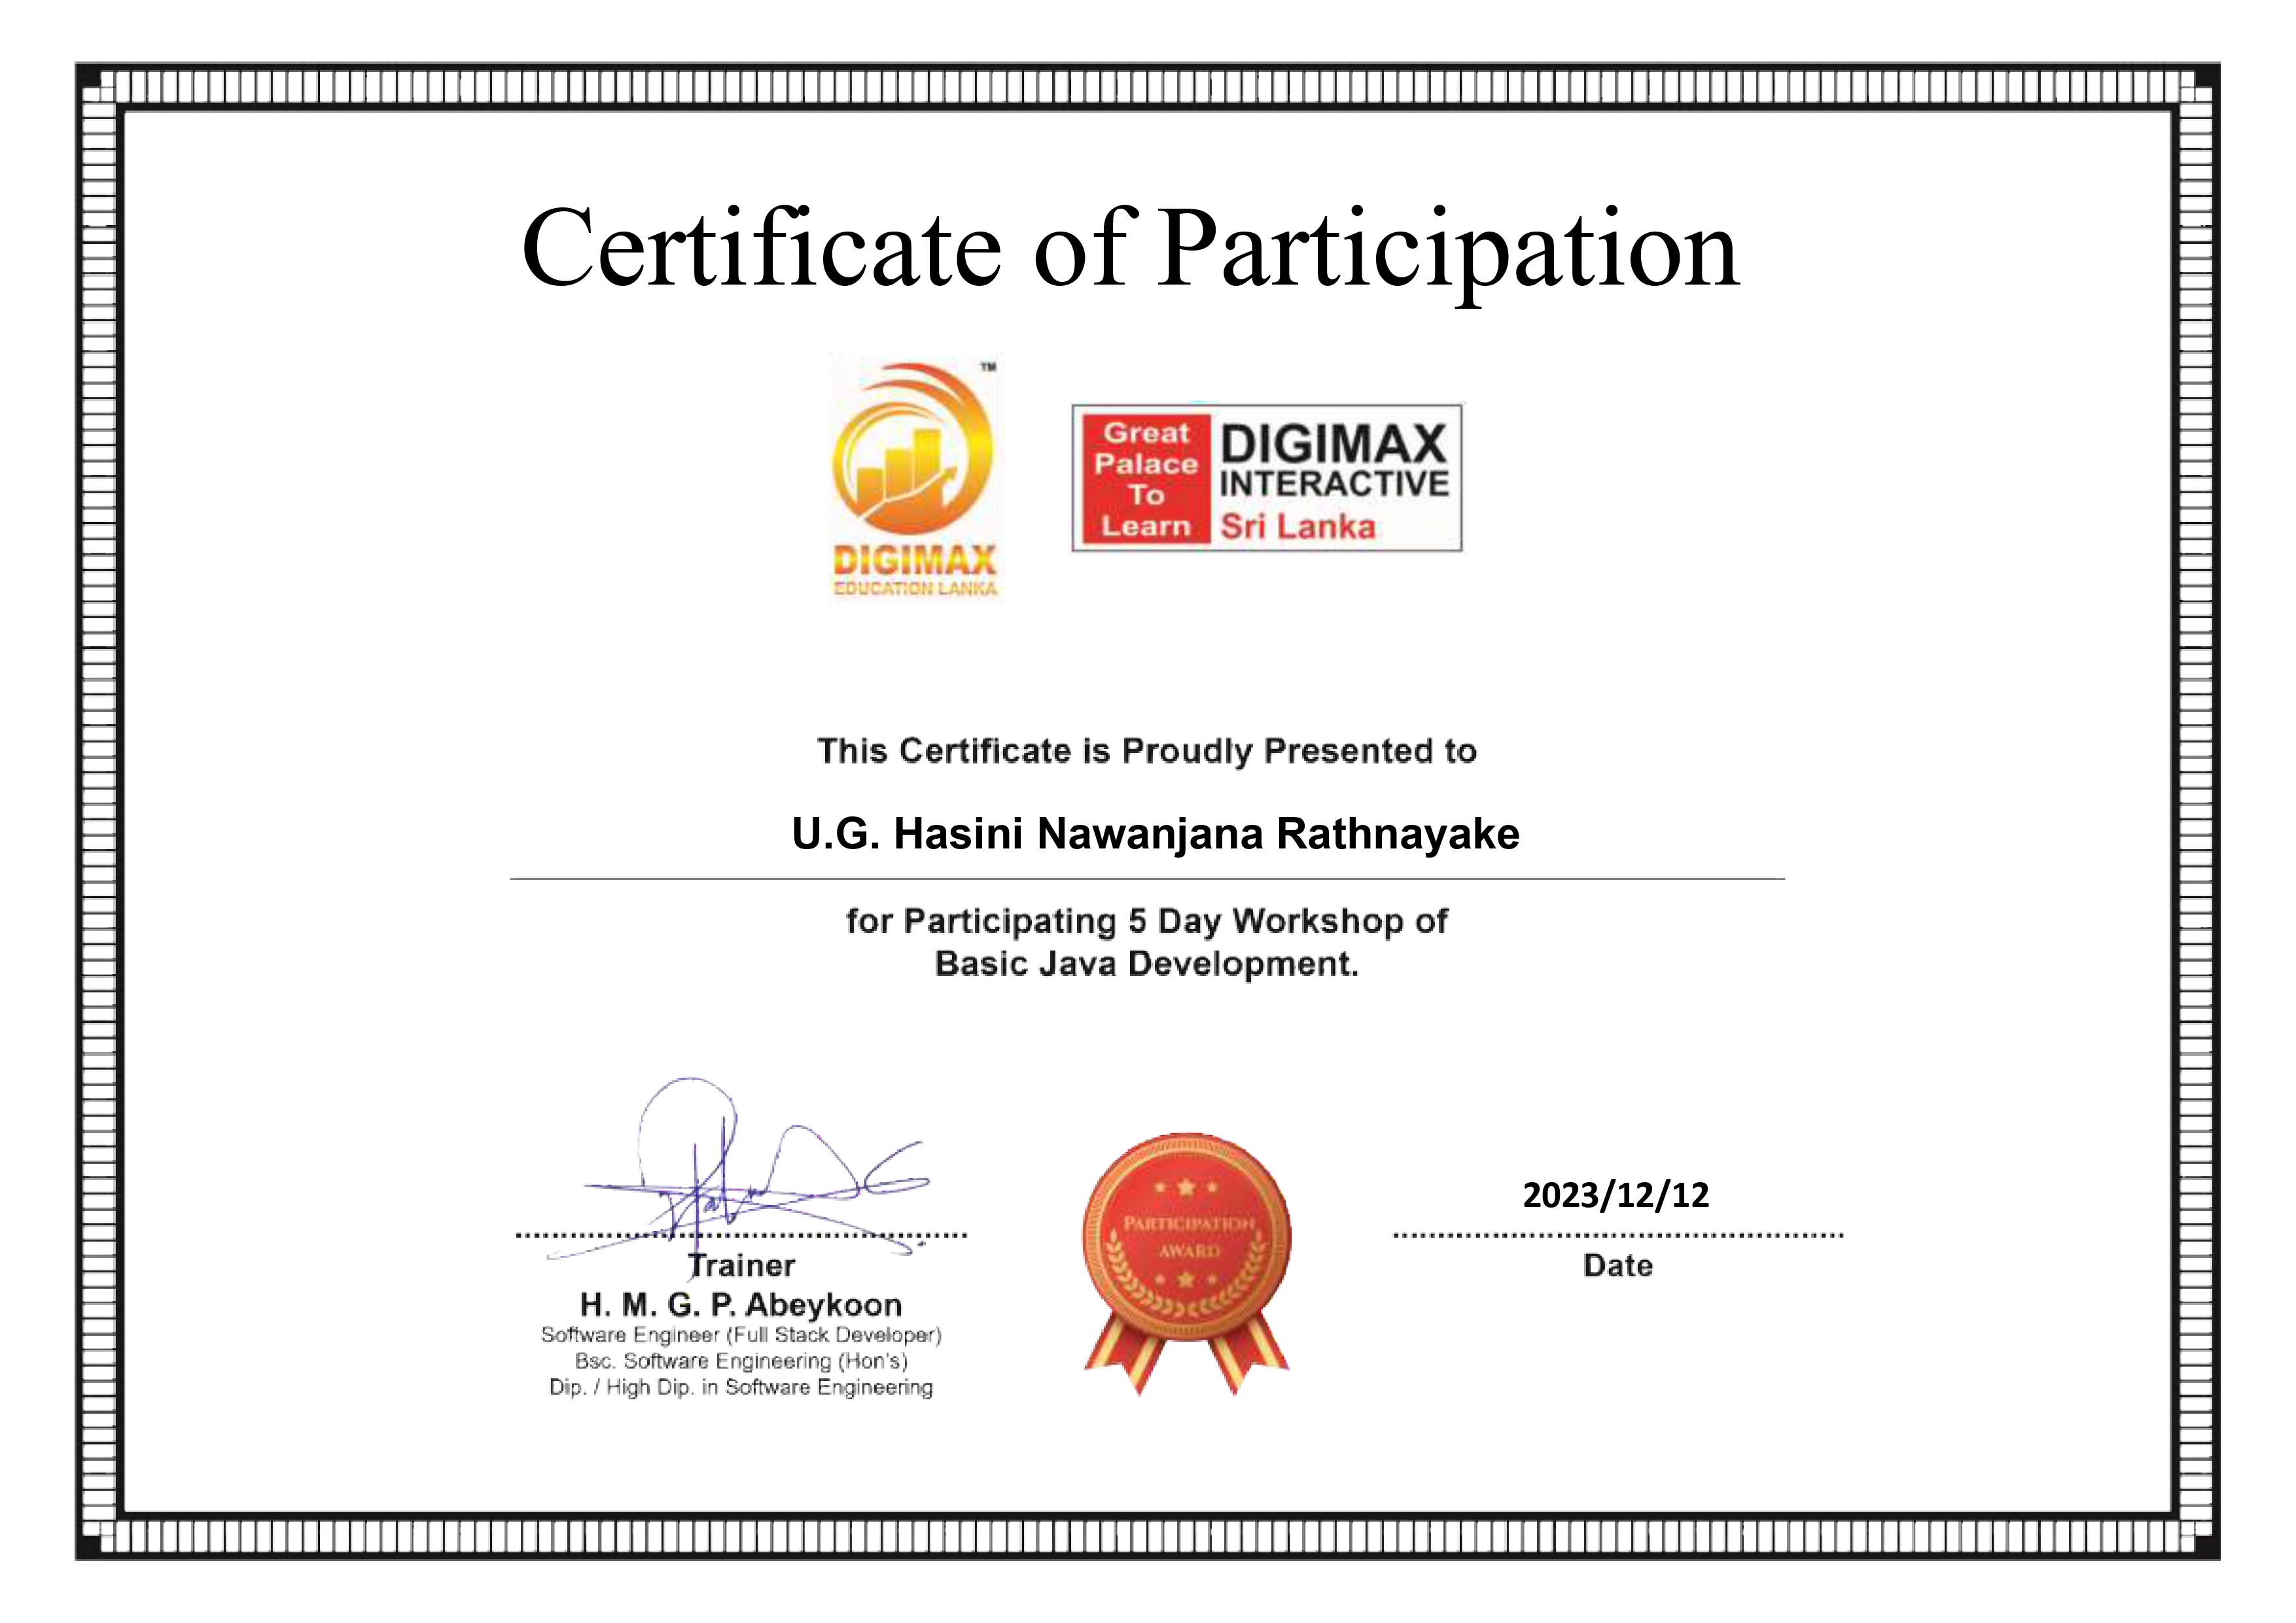 Certificate of Participation
TM
DIGIMAX
EDUCATION LANKA
Great
Palace
To
Learn
DIGIMAX
INTERACTIVE
Sri Lanka
This Certificate is Proudly Presented to
U.G. Hasini Nawanjana Rathnayake
for Participating 5 Day Workshop of
Basic Java Development.
Trainer
H. M. G. P. Abeykoon
Software Engineer (Full Stack Developer)
Bsc. Software Engineering (Hon's)
Dip. / High Dip. in Software Engineering
PARTICIPATION
AWARD
2023/12/12
Date